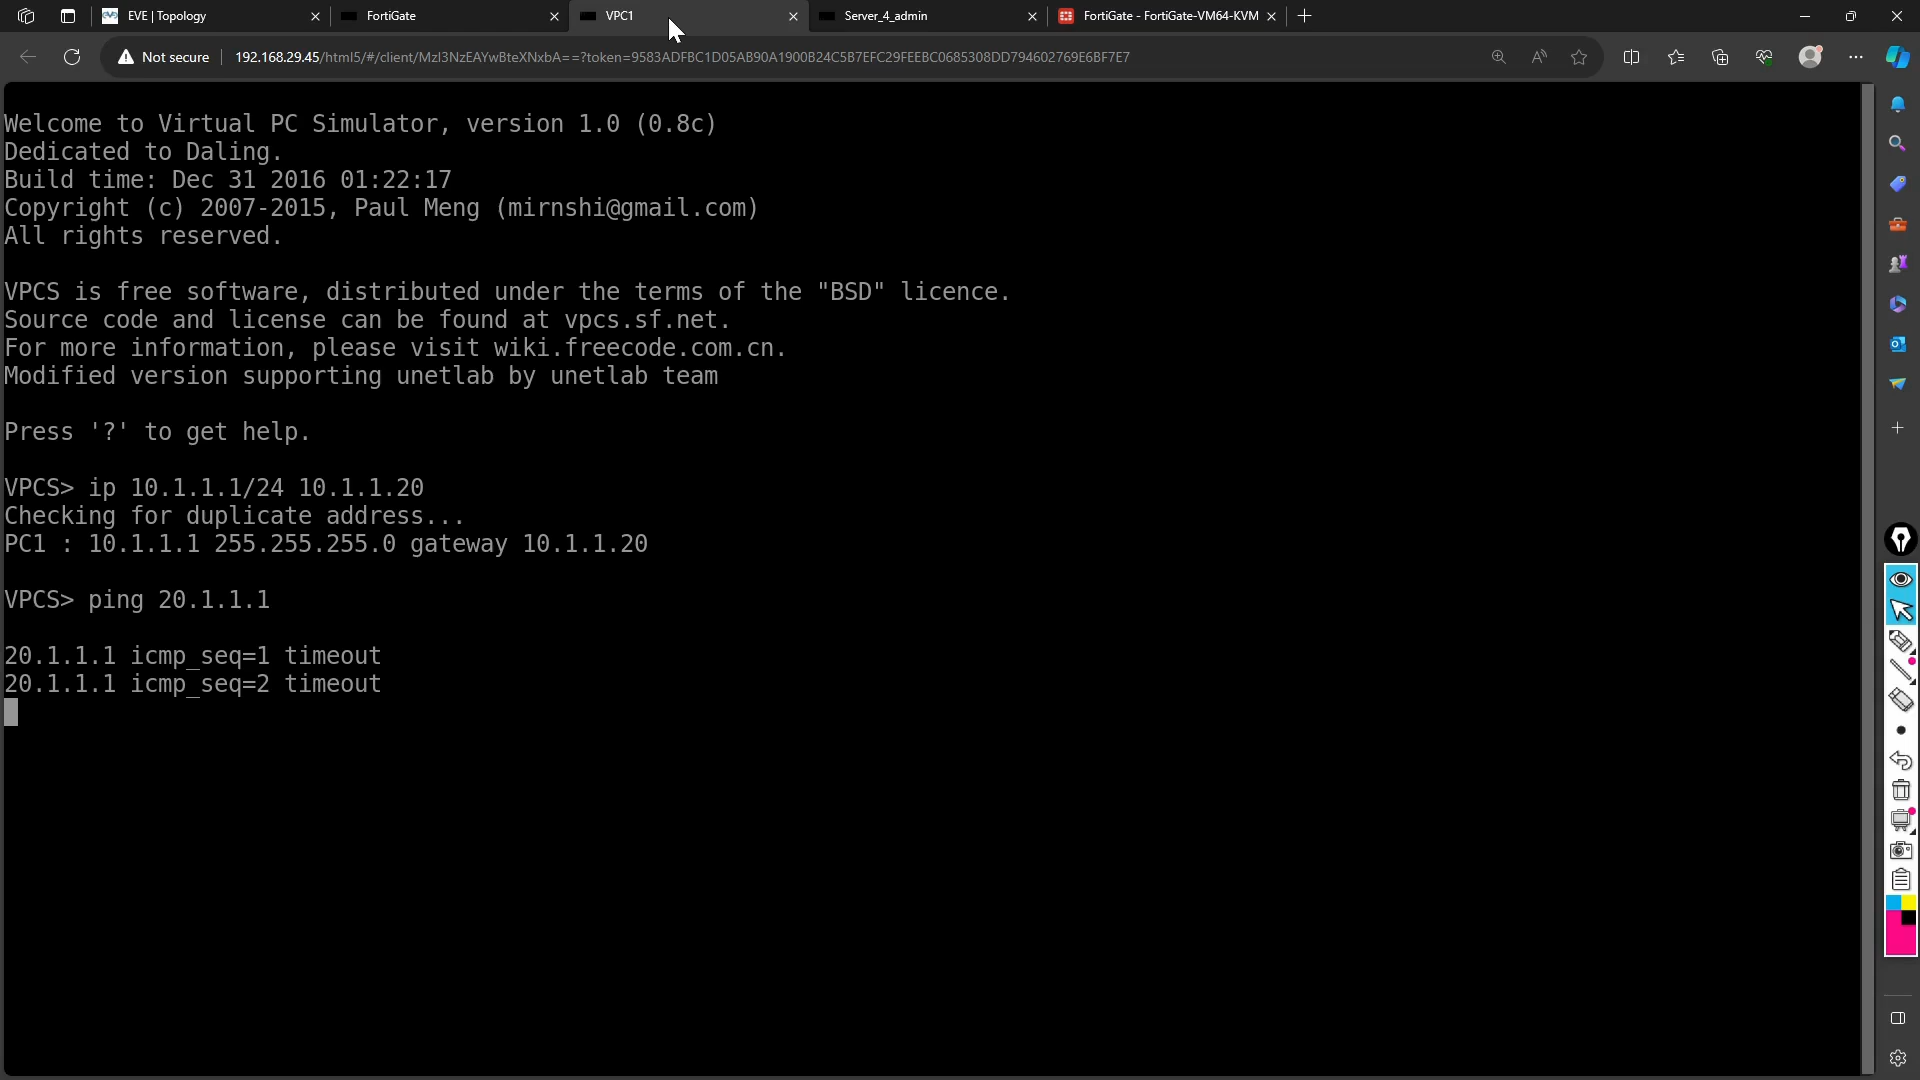 EVE | Topology
FortiGate
VPC1
Server_4_admin
FortiGate - FortiGate-VM64-KVM
Not secure
192.168.29.45/html5/#/client/MzI3NzEAYwBteXNxbA==?token=9583ADFBC1D05AB90A1900B24C5B7EFC29FEEBC0685308DD794602769E6BF7E7
Welcome to Virtual PC Simulator, version 1.0 (0.8c)
Dedicated to Daling.
Build time: Dec 31 2016 01:22:17
Copyright (c) 2007-2015, Paul Meng (mirnshi@gmail.com)
All rights reserved.
VPCS is free software, distributed under the terms of the "BSD" licence.
Source code and license can be found at vpcs.sf.net.
For more information, please visit wiki.freecode.com.cn.
Modified version supporting unetlab by unetlab team
Press '?' to get help.
VPCS> ip 10.1.1.1/24 10.1.1.20
Checking for duplicate address...
PC1 : 10.1.1.1 255.255.255.0 gateway 10.1.1.20
VPCS> ping 20.1.1.1
20.1.1.1 icmp_seq=1 timeout
20.1.1.1 icmp_seq=2 timeout